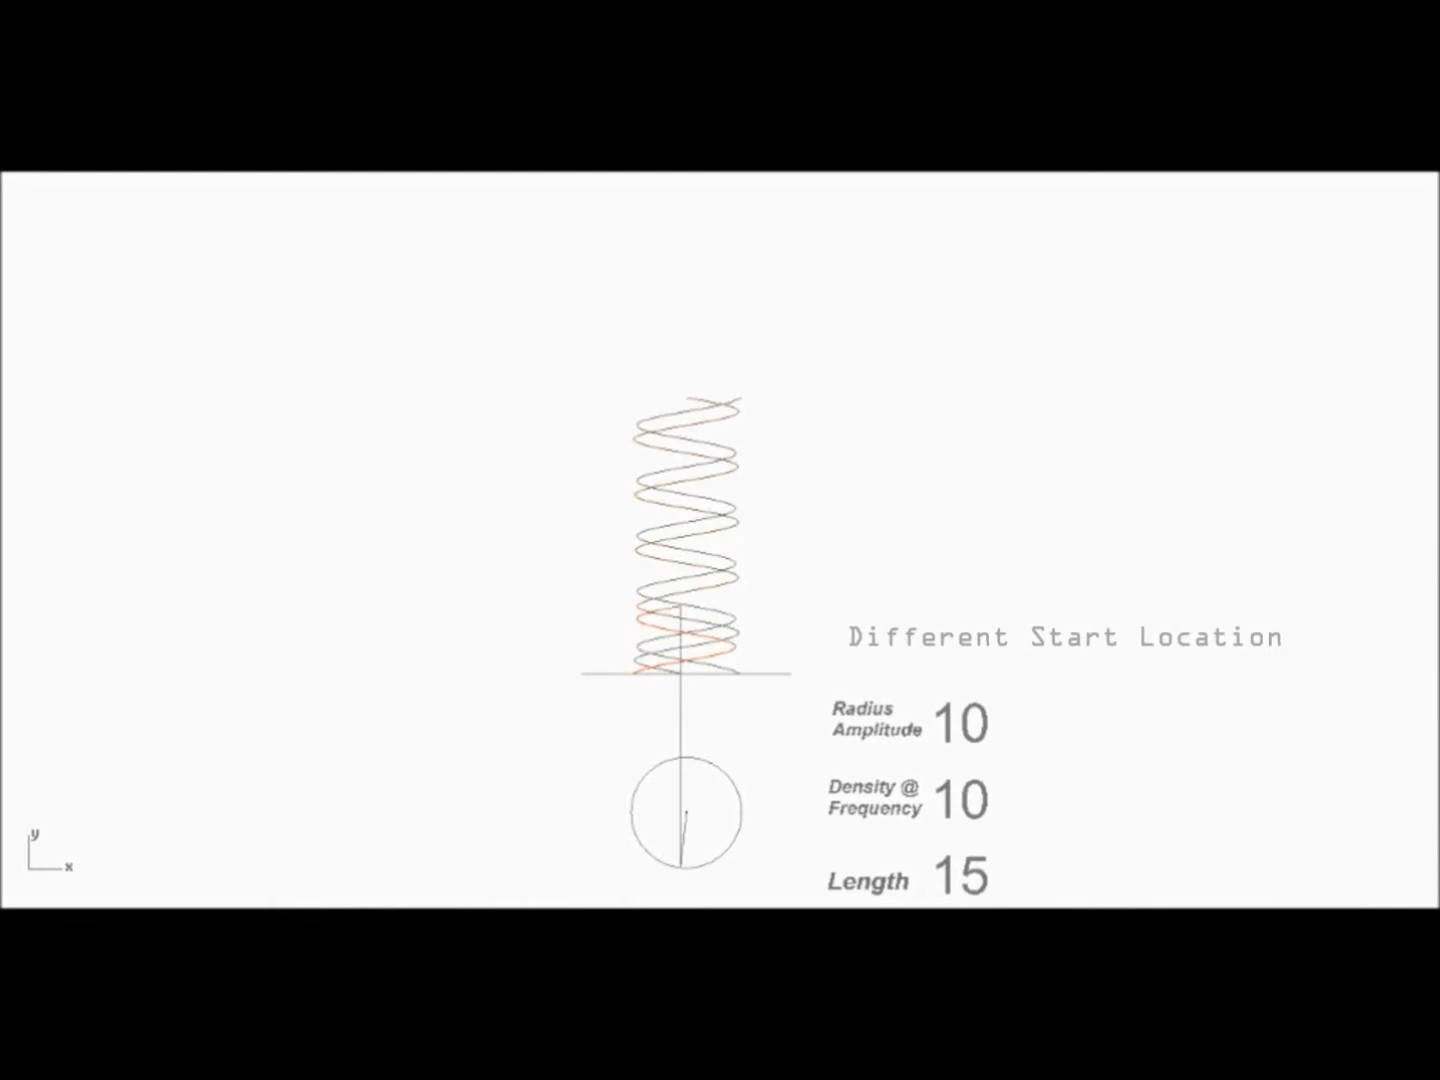 Different Start Location
Radius
Amplitude 10
Density @
Frequency 10
Length 15
y
x